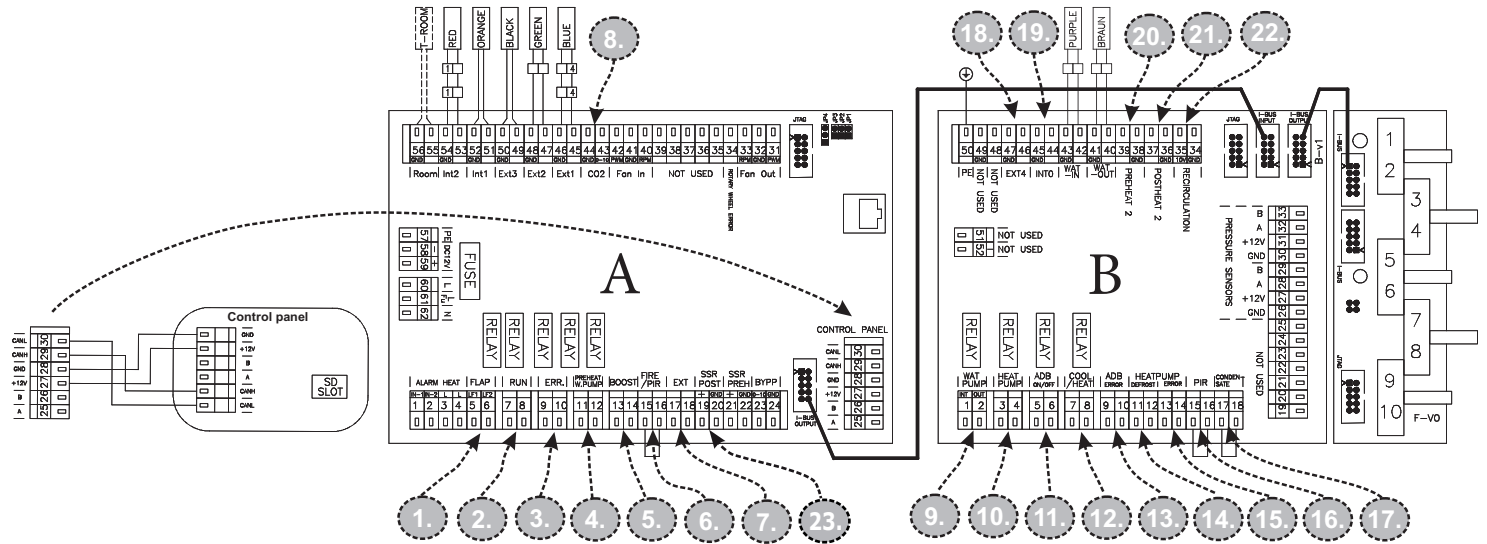 T-ROOM RED ORANGE BLACK GREEN BLUE
8.
18. 19. PURPLE BRAUN 20. 21. 22.
1 4
1 4
JTAG
JP4 JP3 JP2 JP1
56 55 54 53 52 51 50 49 48 47 46 45 44 43 42 41 40 39 38 37 36 35 34 33 32 31
Room Int2 Int1 Ext3 Ext2 Ext1 CO2 Fan In NOT USED ROTARY WHEEL ERROR Fan Out
57 58 59
PE - + DC12V
60 61 62
L L Fu N
FUSE
A
RELAY RELAY RELAY RELAY RELAY
CONTROL PANEL
CANL 30
CANH 29
GND 28
+12V 27
B 26
A 25
I-BUS OUTPUT
ALARM HEAT FLAP RUN ERR. PREHEAT W.PUMP BOOST FIRE /PIR EXT SSR POST SSR PREH BYPP
IN-1 IN-2 L L LF1 LF2 + GND + GND 0-10 GND
1 2 3 4 5 6 7 8 9 10 11 12 13 14 15 16 17 18 19 20 21 22 23 24
1. 2. 3. 4. 5. 6. 7. 23.
CANL 30
CANH 29
GND 28
+12V 27
B 26
A 25
Control panel
GND
+12V
B
A
CANH
CANL
SD SLOT
JTAG
I-BUS INPUT
I-BUS OUTPUT
B-v1
50 49 48 47 46 45 44 43 42 41 40 39 38 37 36 35 34
PE NOT USED NOT USED EXT4 INT0 WAT -IN WAT -OUT PREHEAT 2 POSTHEAT 2 RECIRCULATION
51 NOT USED
52 NOT USED
B
PRESSURE SENSORS
B 33
A 32
+12V 31
GND 30
B 29
A 28
+12V 27
GND 26
25 24 23 22 21 20 19
NOT USED
RELAY RELAY RELAY RELAY
WAT PUMP HEAT PUMP ADB ON/OFF COOL /HEAT ADB ERROR HEATPUMP DEFROST ERROR PIR CONDEN- SATE
INT OUT
1 2 3 4 5 6 7 8 9 10 11 12 13 14 15 16 17 18
9. 10. 11. 12. 13. 14. 15. 16. 17.
I-BUS
I-BUS
JTAG
1
2
3
4
5
6
7
8
9
10
F-VO